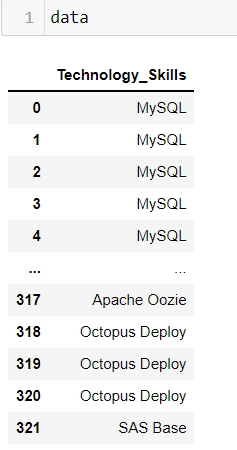 1 data
Technology_Skills
0 MySQL
1 MySQL
2 MySQL
3 MySQL
4 MySQL
... ...
317 Apache Oozie
318 Octopus Deploy
319 Octopus Deploy
320 Octopus Deploy
321 SAS Base